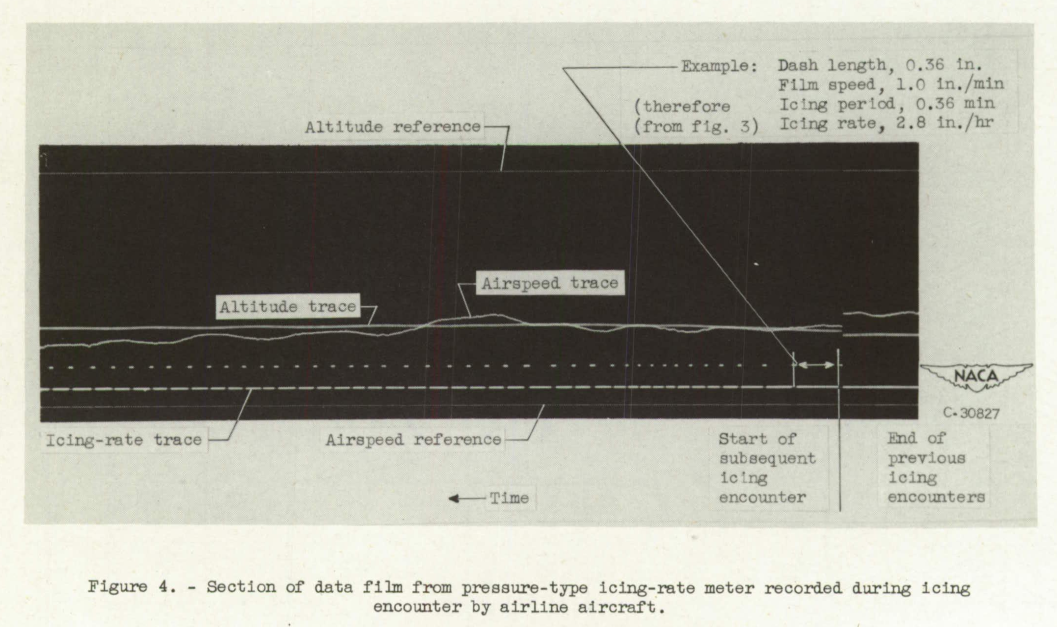 Example: Dash length, 0.36 in.
Film speed, 1.0 in./min
(therefore Icing period, 0.36 min
(from fig. 3) Icing rate, 2.8 in./hr
Altitude reference
Airspeed trace
Altitude trace
NACA
C-30827
Icing-rate trace
Airspeed reference
Start of
subsequent
icing
encounter
End of
previous
icing
encounters
Time
Figure 4. - Section of data film from pressure-type icing-rate meter recorded during icing
encounter by airline aircraft.